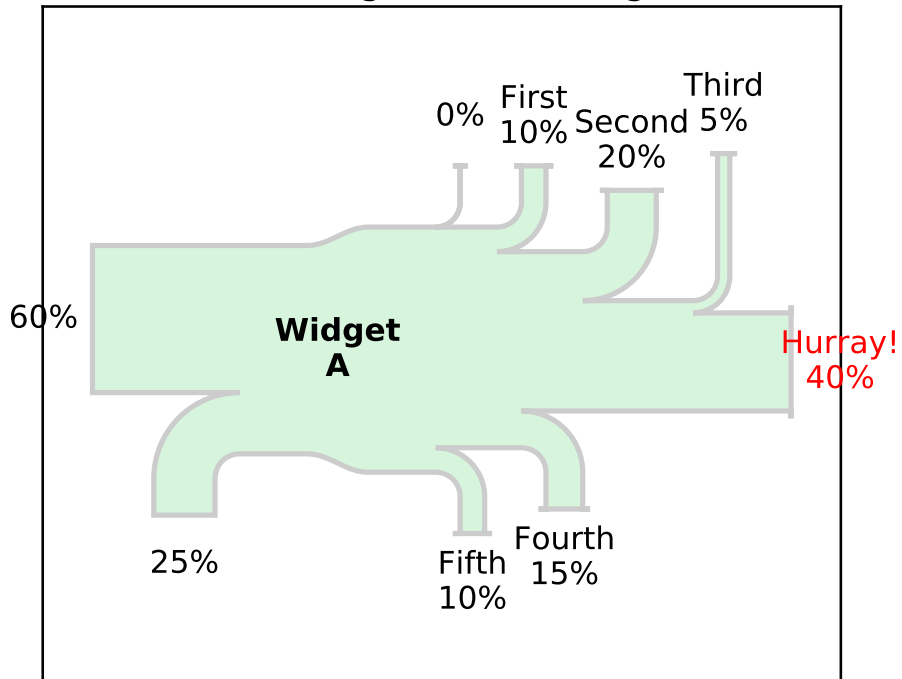 0%
First
10%
Second
20%
Third
5%
60%
Widget
A
Hurray!
40%
25%
Fifth
10%
Fourth
15%